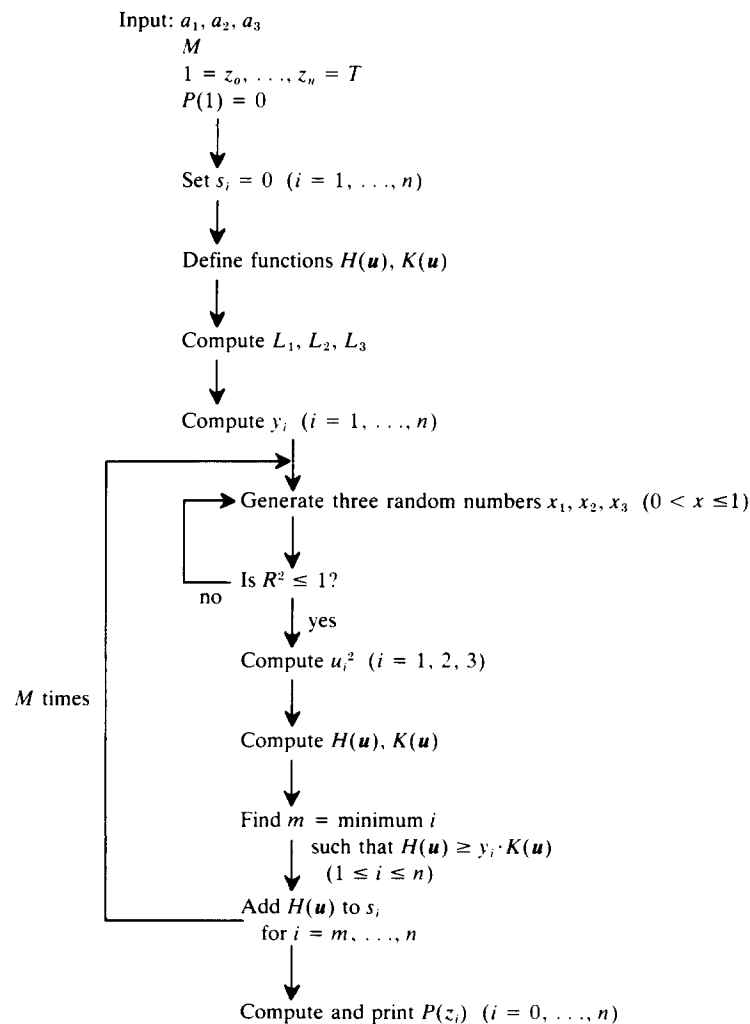 Input: a₁, a₂, a₃
M
1 = zₒ, . . ., zₙ = T
P(1) = 0
Set sᵢ = 0 (i = 1, . . ., n)
Define functions H(u), K(u)
Compute L₁, L₂, L₃
Compute yᵢ (i = 1, . . ., n)
Generate three random numbers x₁, x₂, x₃ (0 < x ≤1)
Is R² ≤ 1?
no
yes
Compute uᵢ² (i = 1, 2, 3)
M times
Compute H(u), K(u)
Find m = minimum i
such that H(u) ≥ yᵢ·K(u)
(1 ≤ i ≤ n)
Add H(u) to sᵢ
for i = m, . . ., n
Compute and print P(zᵢ) (i = 0, . . ., n)